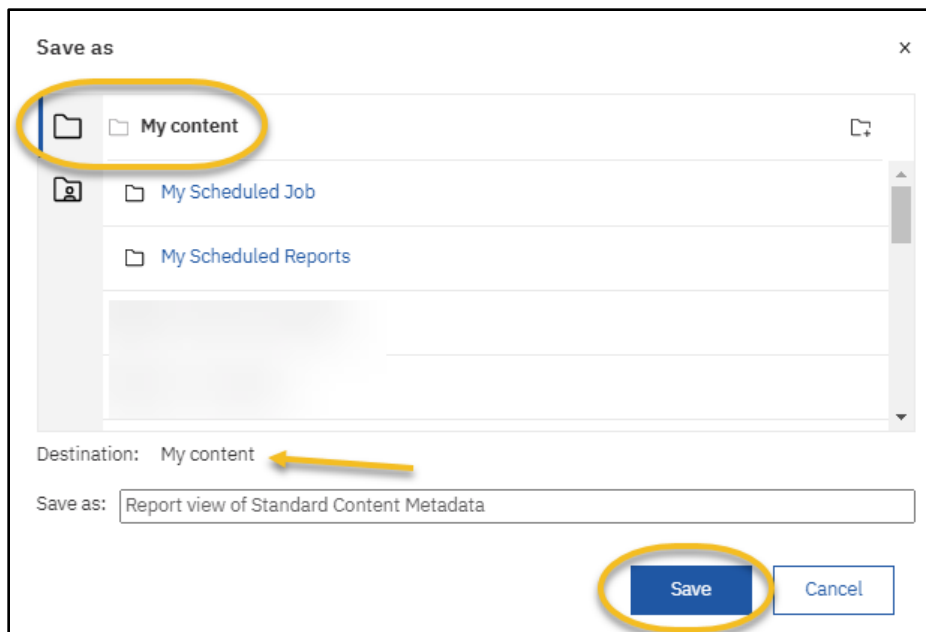 Save as
My content
My Scheduled Job
My Scheduled Reports
Destination: My content
Save as: Report view of Standard Content Metadata
Save Cancel